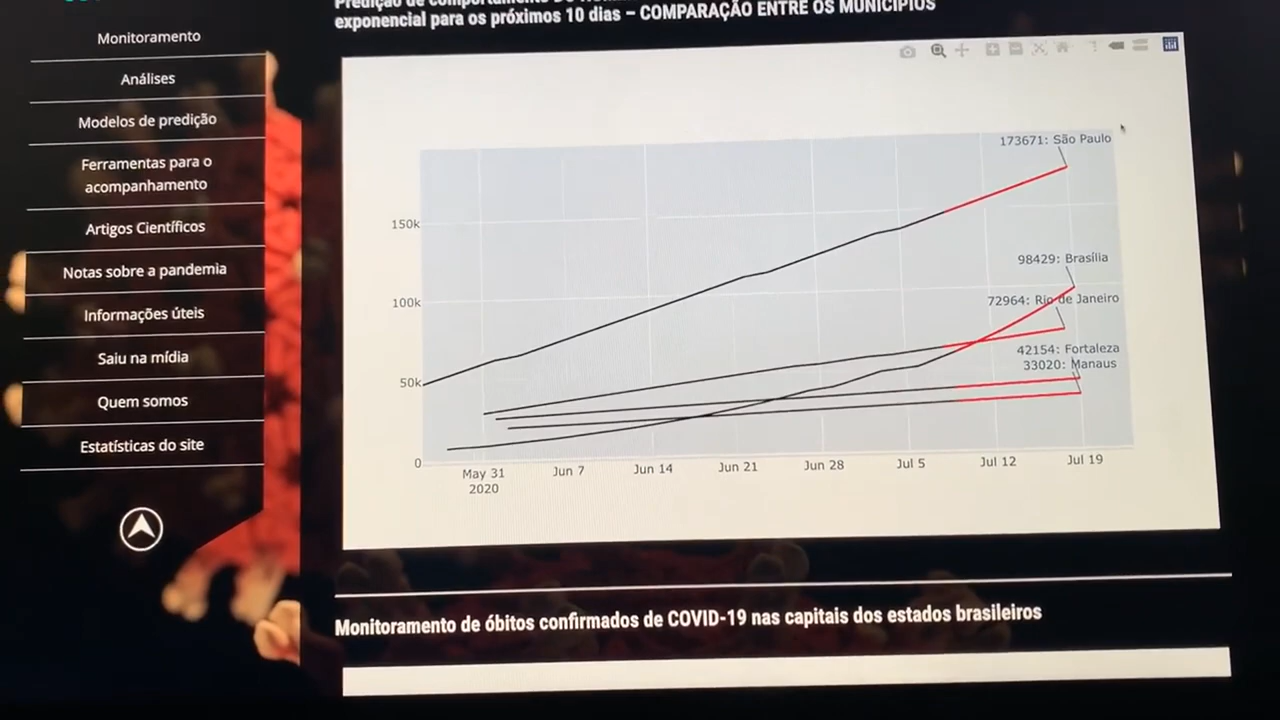 Monitoramento
Análises
Modelos de predição
Ferramentas para o
acompanhamento
Artigos Científicos
Notas sobre a pandemia
Informações úteis
Saiu na mídia
Quem somos
Estatísticas do site
exponencial para os próximos 10 dias – COMPARAÇÃO ENTRE OS MUNICÍPIOS
173671: São Paulo
150k
98429: Brasília
100k
72964: Rio de Janeiro
42154: Fortaleza
33020: Manaus
50k
0
May 31
2020
Jun 7
Jun 14
Jun 21
Jun 28
Jul 5
Jul 12
Jul 19
Monitoramento de óbitos confirmados de COVID-19 nas capitais dos estados brasileiros